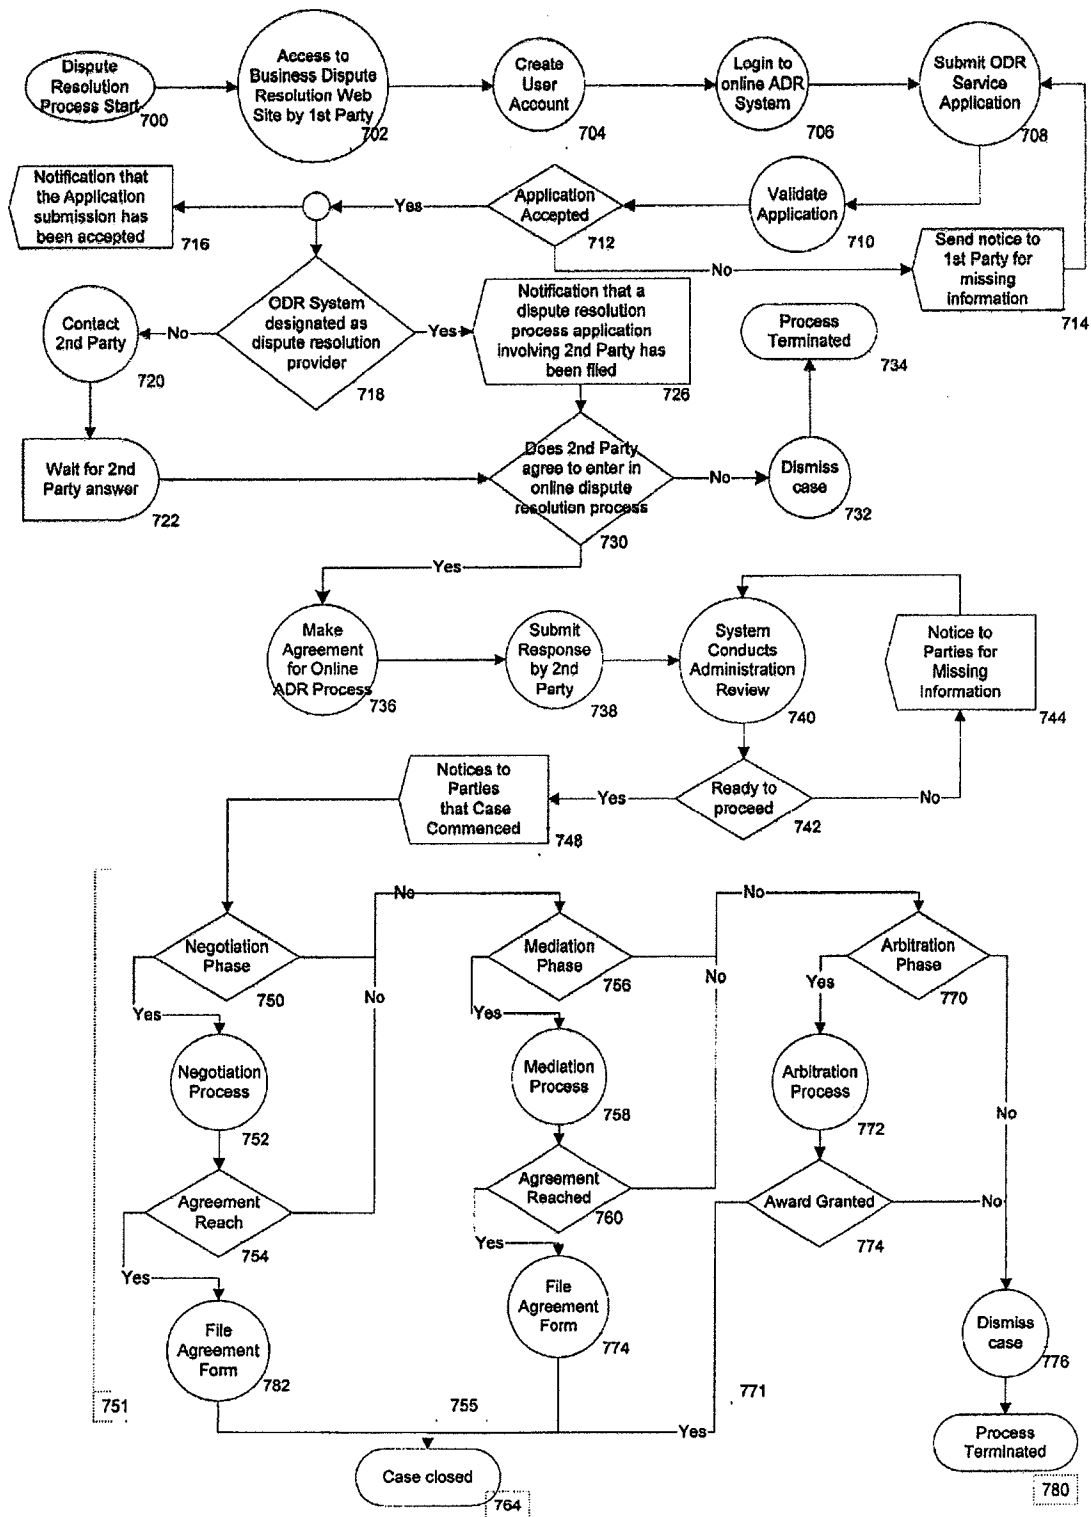 Dispute
Resolution
Process Start
700
Access to
Business Dispute
Resolution Web
Site by 1st Party
702
Create
User
Account
704
Login to
online ADR
System
706
Submit ODR
Service
Application
708
Notification that
the Application
submission has
been accepted
716
Yes
Application
Accepted
712
Validate
Application
710
No
Send notice to
1st Party for
missing
information
714
Contact
2nd Party
720
No
ODR System
designated as
dispute resolution
provider
718
Yes
Notification that a
dispute resolution
process application
involving 2nd Party has
been filed
726
Process
Terminated
734
Wait for 2nd
Party answer
722
Does 2nd Party
agree to enter in
online dispute
resolution process
730
No
Dismiss
case
732
Yes
Make
Agreement
for Online
ADR Process
736
Submit
Response
by 2nd
Party
738
System
Conducts
Administration
Review
740
Notice to
Parties for
Missing
Information
744
Notices to
Parties
that Case
Commenced
748
Yes
Ready to
proceed
742
No
No
No
Negotiation
Phase
750
Mediation
Phase
756
Arbitration
Phase
770
Yes
No
Yes
No
Yes
Negotiation
Process
752
Mediation
Process
758
Arbitration
Process
772
No
Agreement
Reach
754
Agreement
Reached
760
Award Granted
774
No
Yes
Yes
File
Agreement
Form
782
File
Agreement
Form
774
Dismiss
case
776
751
755
771
Yes
Process
Terminated
780
Case closed
764